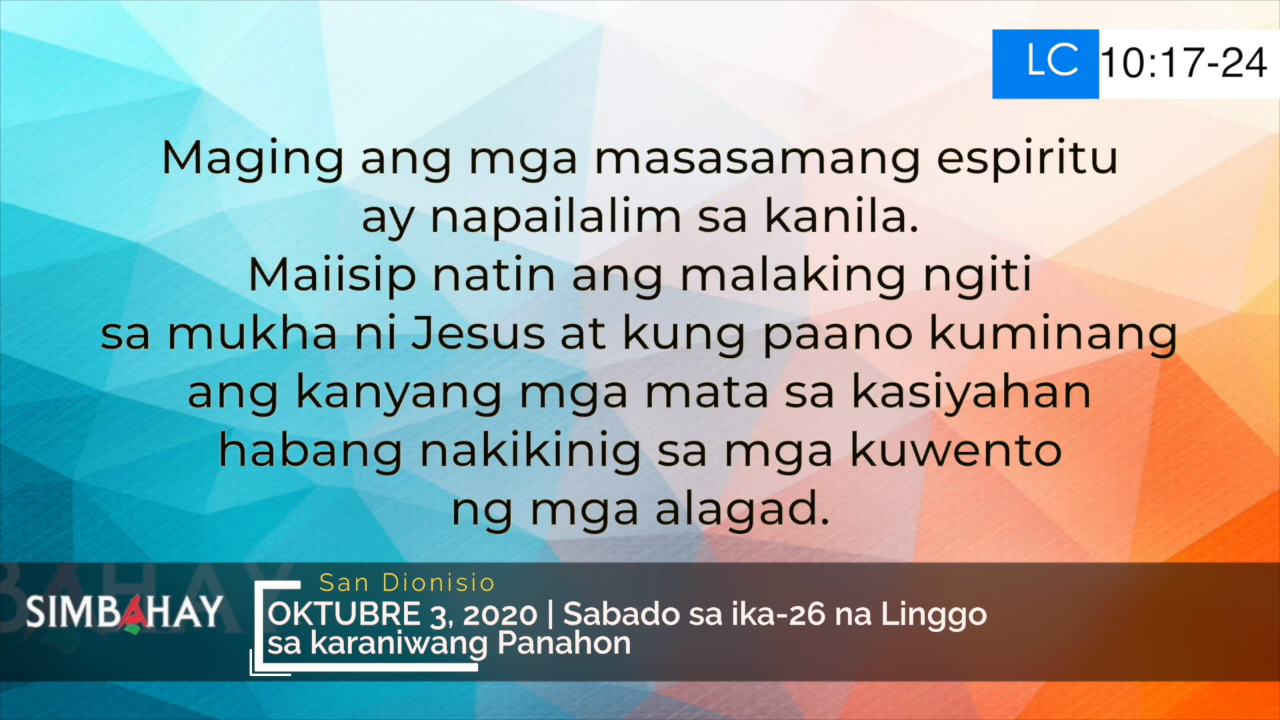 LC 10:17-24
Maging ang mga masasamang espiritu
ay napailalim sa kanila.
Maiisip natin ang malaking ngiti
sa mukha ni Jesus at kung paano kuminang
ang kanyang mga mata sa kasiyahan
habang nakikinig sa mga kuwento
ng mga alagad.
San Dionisio
SIMBAHAY
OKTUBRE 3, 2020 | Sabado sa ika-26 na Linggo
sa karaniwang Panahon